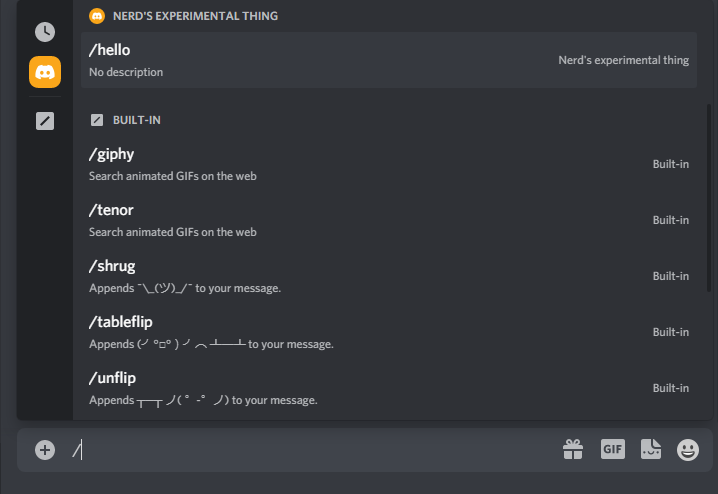 NERD'S EXPERIMENTAL THING
/hello
No description
Nerd's experimental thing
BUILT-IN
/giphy
Search animated GIFs on the web
Built-in
/tenor
Search animated GIFs on the web
Built-in
/shrug
Appends ¯\_(ツ)_/¯ to your message.
Built-in
/tableflip
Appends (╯°□°）╯︵ ┻━┻ to your message.
Built-in
/unflip
Appends ┬─┬ ノ( ゜-゜ノ) to your message.
Built-in
/
GIF